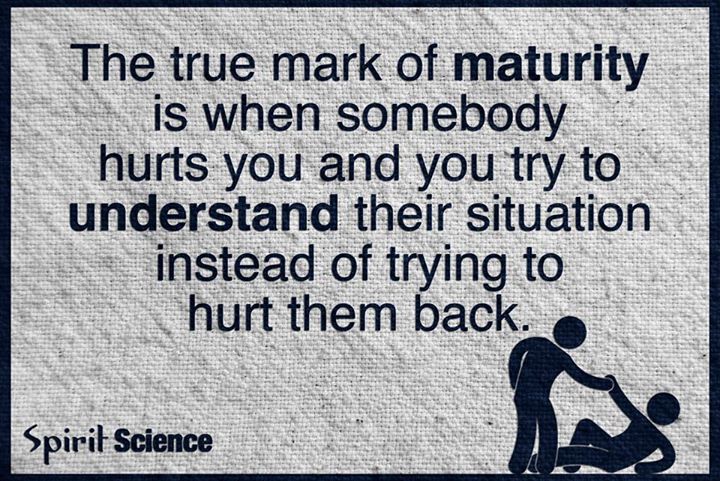 The true mark of maturity
is when somebody
hurts you and you try to
understand their situation
instead of trying to
hurt them back.
Spirit Science